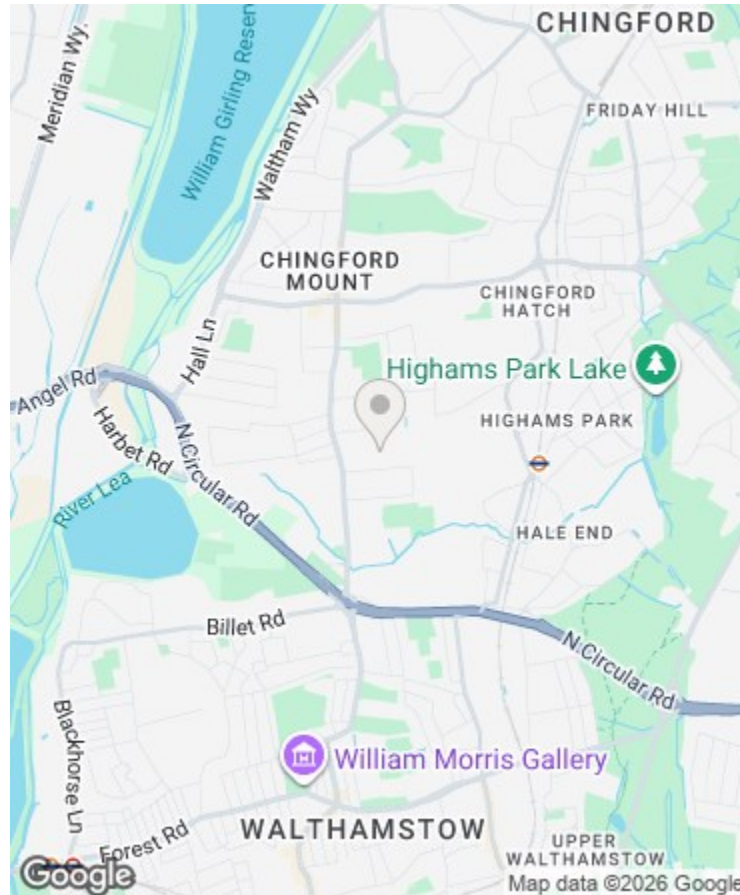 CHINGFORD
Meridian Wy.
William Girling Reser
Waltham Wy
FRIDAY HILL
CHINGFORD
MOUNT
CHINGFORD
HATCH
Hall Ln
Highams Park Lake
Angel Rd
Harbet Rd
N Circular Rd
HIGHAMS PARK
River Lea
HALE END
Billet Rd
N Circular Rd
Blackhorse Ln
William Morris Gallery
Forest Rd
WALTHAMSTOW
UPPER
WALTHAMSTOW
Google
Map data ©2026 Google